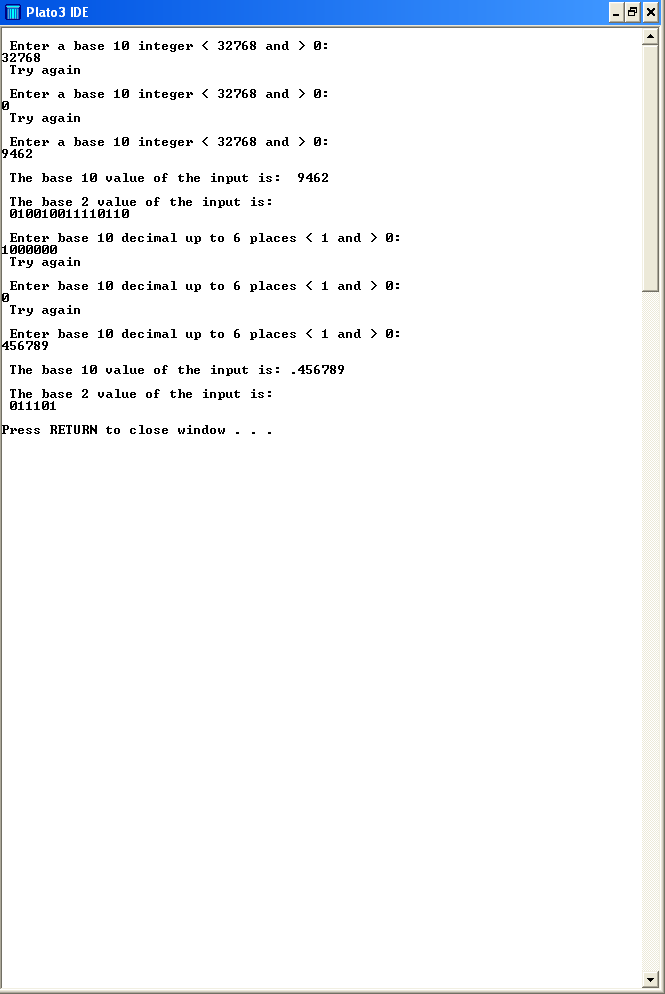 Plato3 IDE
Enter a base 10 integer < 32768 and > 0:
32768
Try again
Enter a base 10 integer < 32768 and > 0:
0
Try again
Enter a base 10 integer < 32768 and > 0:
9462
The base 10 value of the input is:  9462
The base 2 value of the input is:
010010011110110
Enter base 10 decimal up to 6 places < 1 and > 0:
1000000
Try again
Enter base 10 decimal up to 6 places < 1 and > 0:
0
Try again
Enter base 10 decimal up to 6 places < 1 and > 0:
456789
The base 10 value of the input is: .456789
The base 2 value of the input is:
011101
Press RETURN to close window . . .